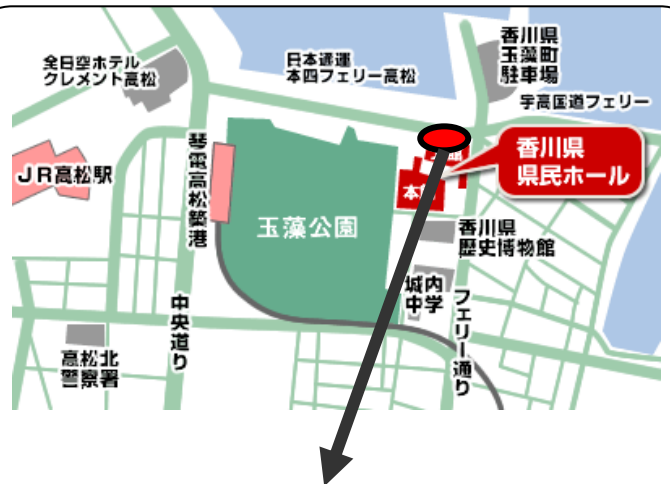 全日空ホテル
クレメント高松
日本通運
本四フェリー高松
香川県
玉藻町
駐車場
宇高国道フェリー
JR高松駅
琴電高松築港
香川県
県民ホール
本
玉藻公園
香川県
歴史博物館
城内
中学
中央通り
フェリー通り
高松北
警察署